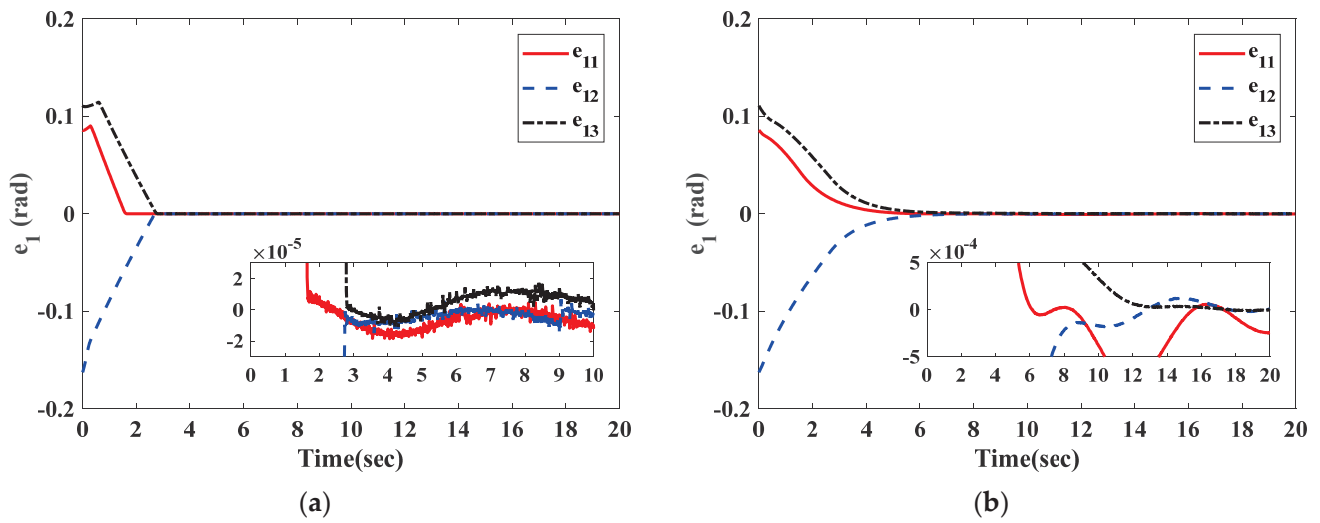 0.2
0.1
0
-0.1
-0.2
e1 (rad)
e11
e12
e13
×10-5
2
0
-2
0 1 2 3 4 5 6 7 8 9 10
0 2 4 6 8 10 12 14 16 18 20
Time(sec)
(a)
0.2
0.1
0
-0.1
-0.2
e1 (rad)
e11
e12
e13
×10-4
5
0
-5
0 2 4 6 8 10 12 14 16 18 20
0 2 4 6 8 10 12 14 16 18 20
Time(sec)
(b)